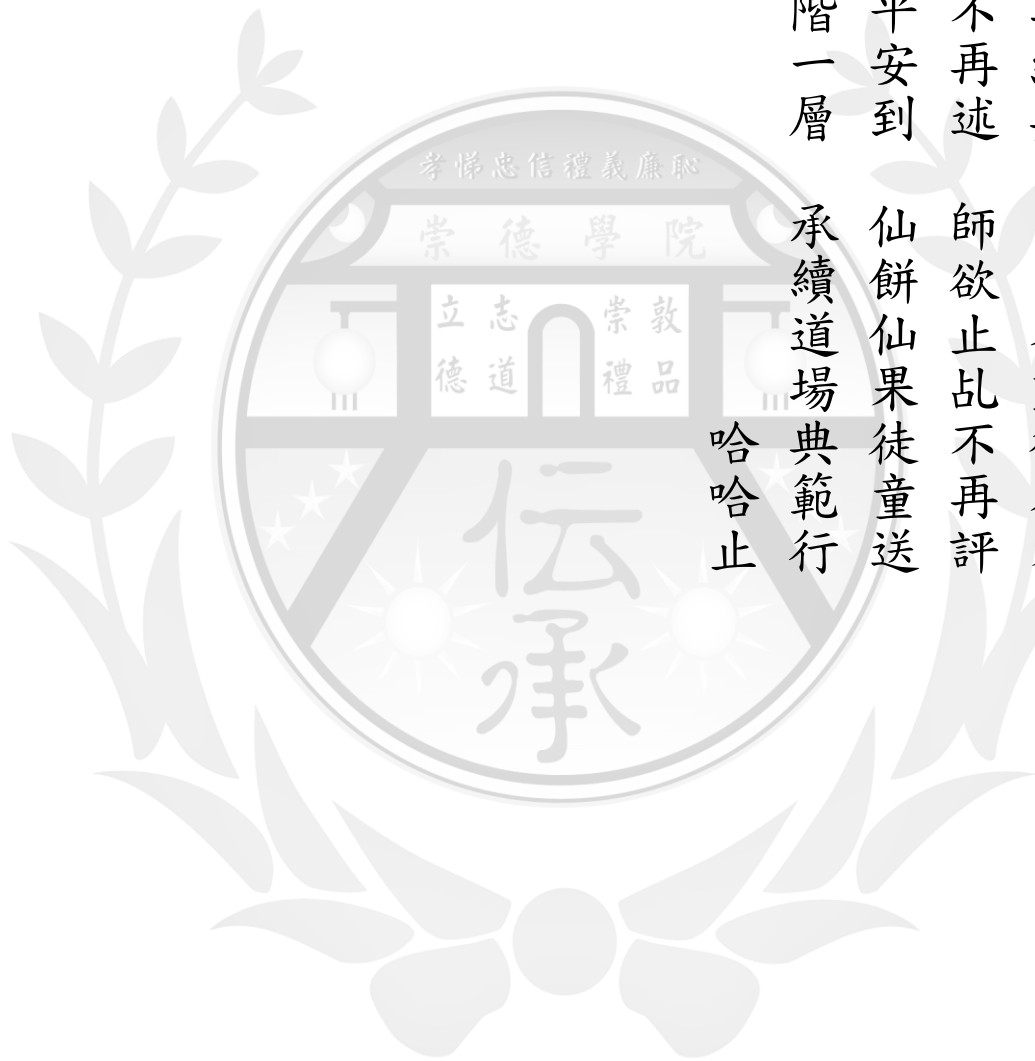 不再述　師欲止乩不再評
平安到　仙餅仙果徒童送
階一層　承續道場典範行
哈哈止
孝悌忠信禮義廉恥
崇德學院
敦品
崇禮
志道
立德
伝承